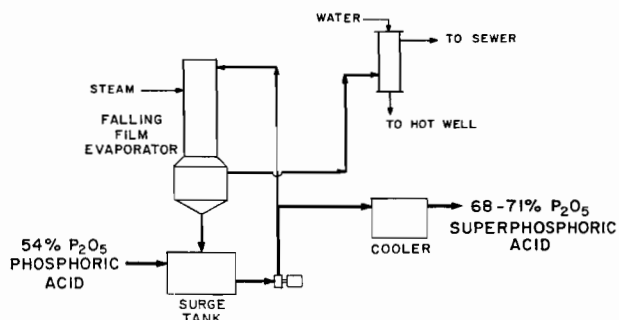 WATER
TO SEWER
STEAM
FALLING
FILM
EVAPORATOR
TO HOT WELL
68-71% P₂O₅
SUPERPHOSPHORIC
ACID
COOLER
54% P₂O₅
PHOSPHORIC
ACID
SURGE
TANK